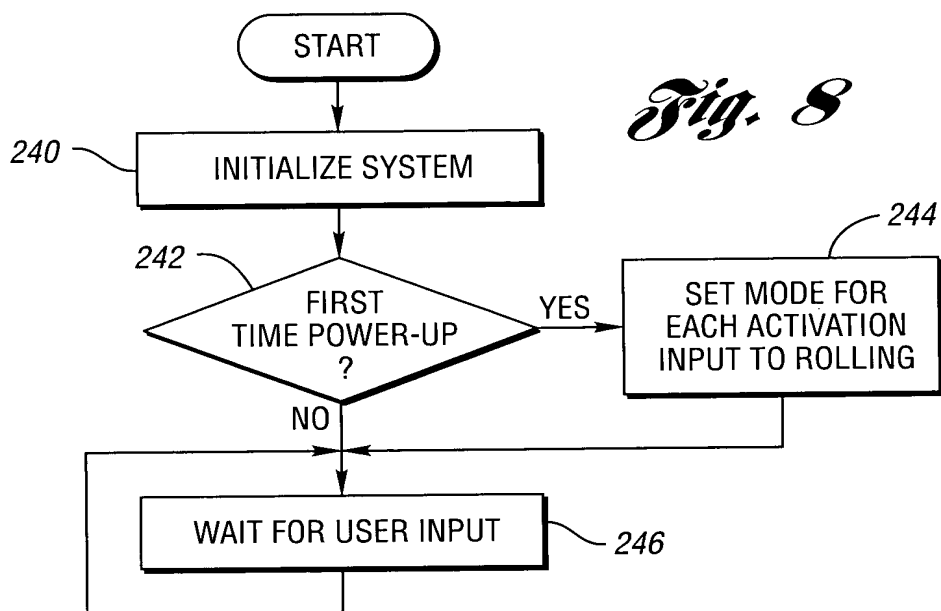 START
Fig. 8
240
INITIALIZE SYSTEM
242
FIRST
TIME POWER-UP
?
YES
244
SET MODE FOR
EACH ACTIVATION
INPUT TO ROLLING
NO
WAIT FOR USER INPUT
246